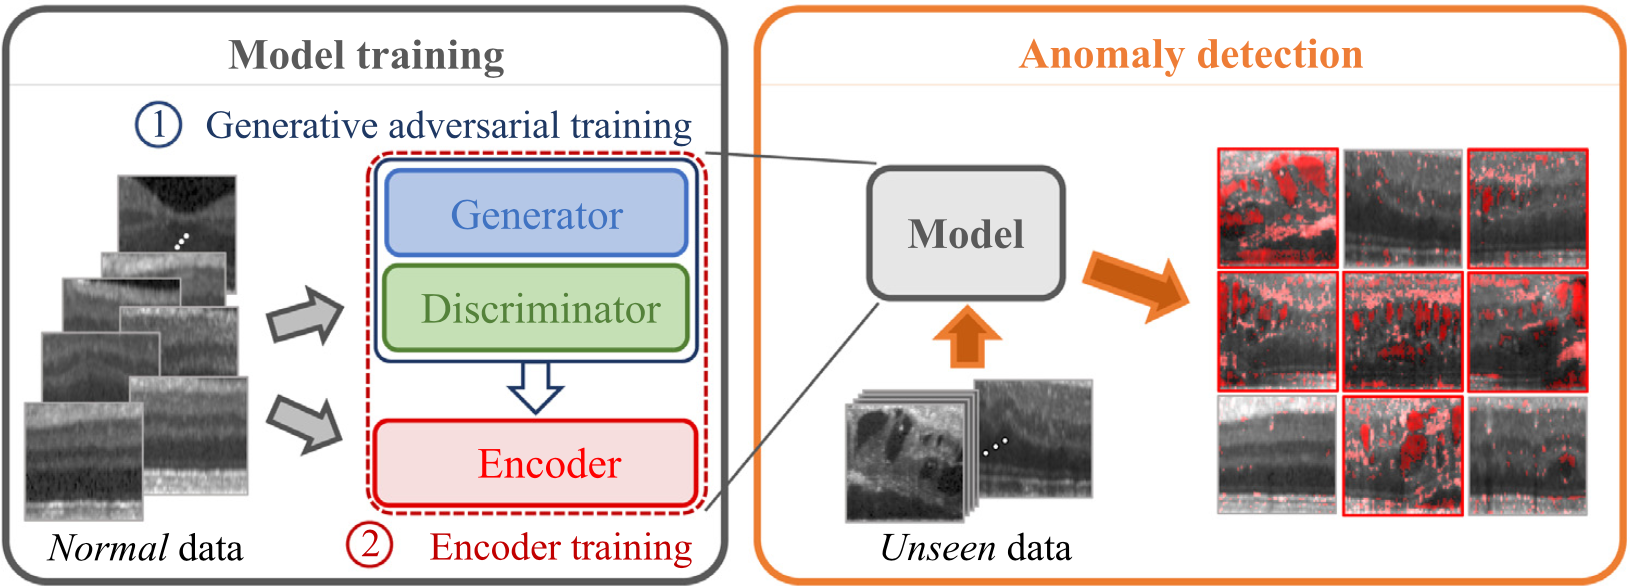 Model training
① Generative adversarial training
Generator
Discriminator
Encoder
Normal data
② Encoder training
Anomaly detection
Model
Unseen data